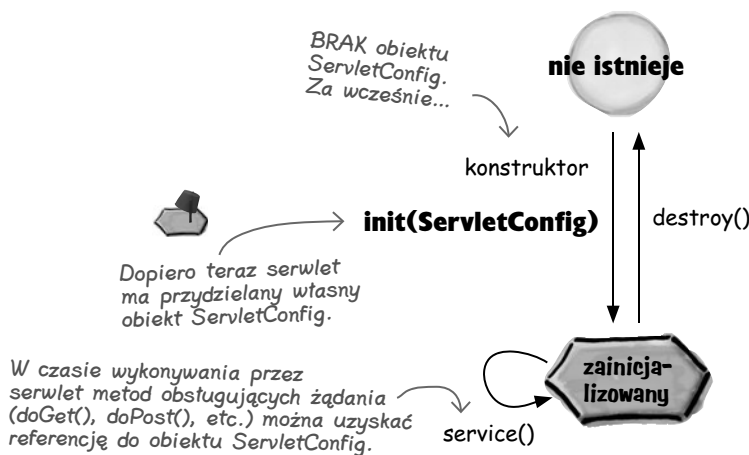 BRAK obiektu
ServletConfig.
Za wcześnie...
nie istnieje
konstruktor
init(ServletConfig)
destroy()
Dopiero teraz serwlet
ma przydzielany własny
obiekt ServletConfig.
W czasie wykonywania przez
serwlet metod obsługujących żądania
(doGet(), doPost(), etc.) można uzyskać
referencję do obiektu ServletConfig.
zainicja-
lizowany
service()